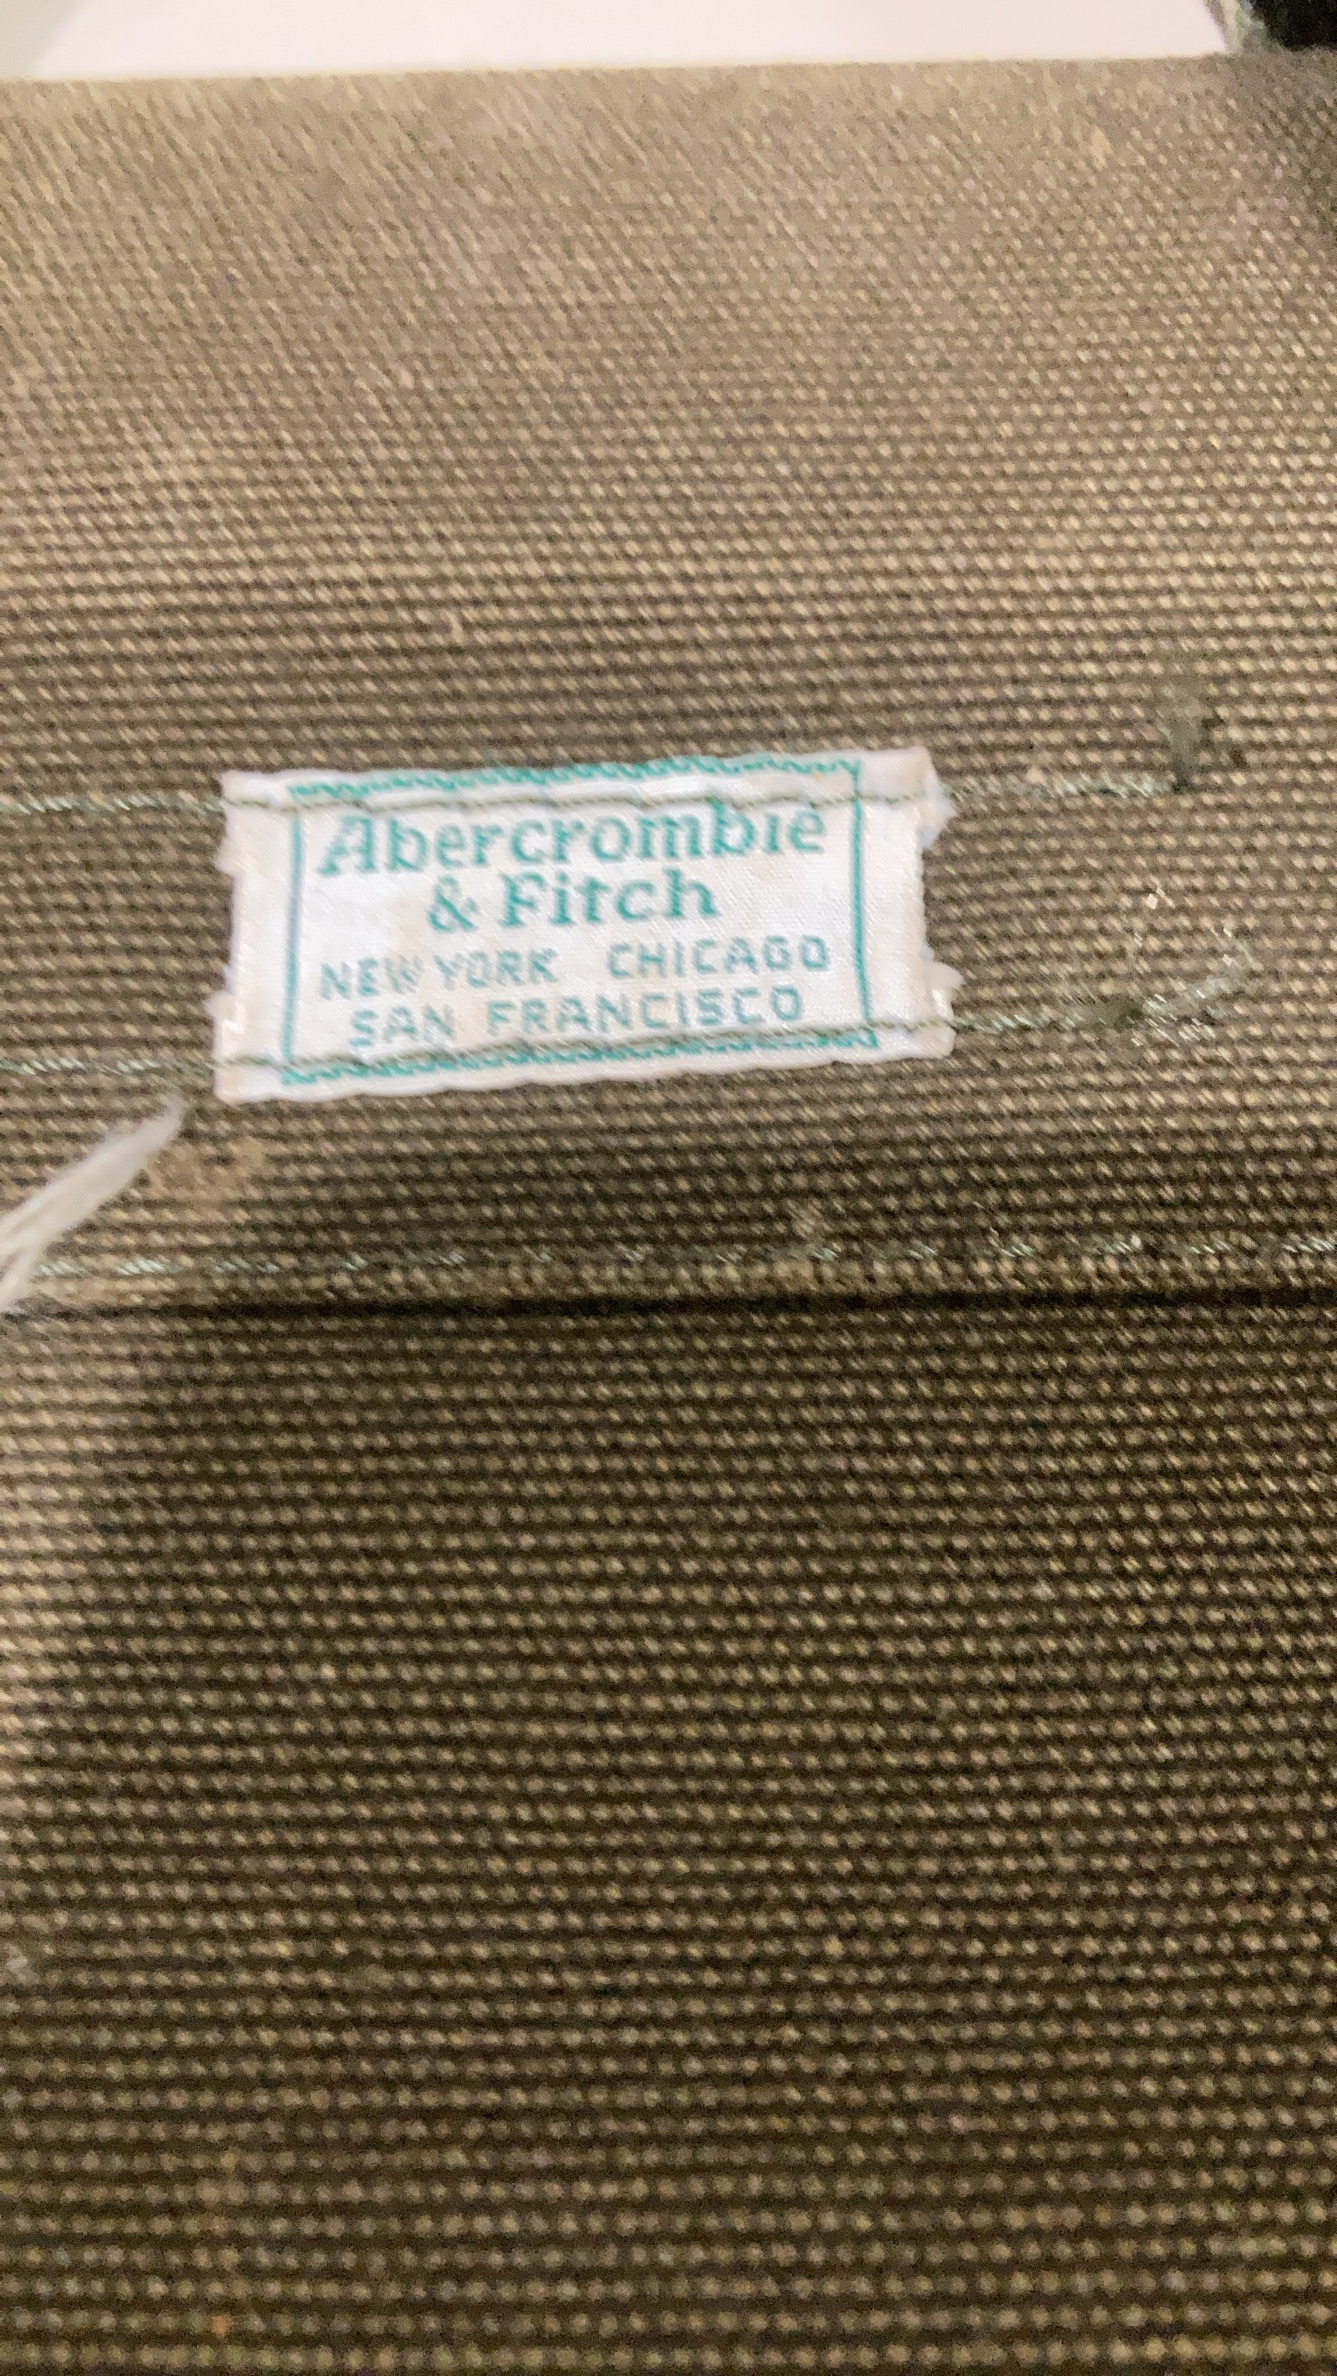 Abercrombie
& Fitch
NEW YORK CHICAGO
SAN FRANCISCO